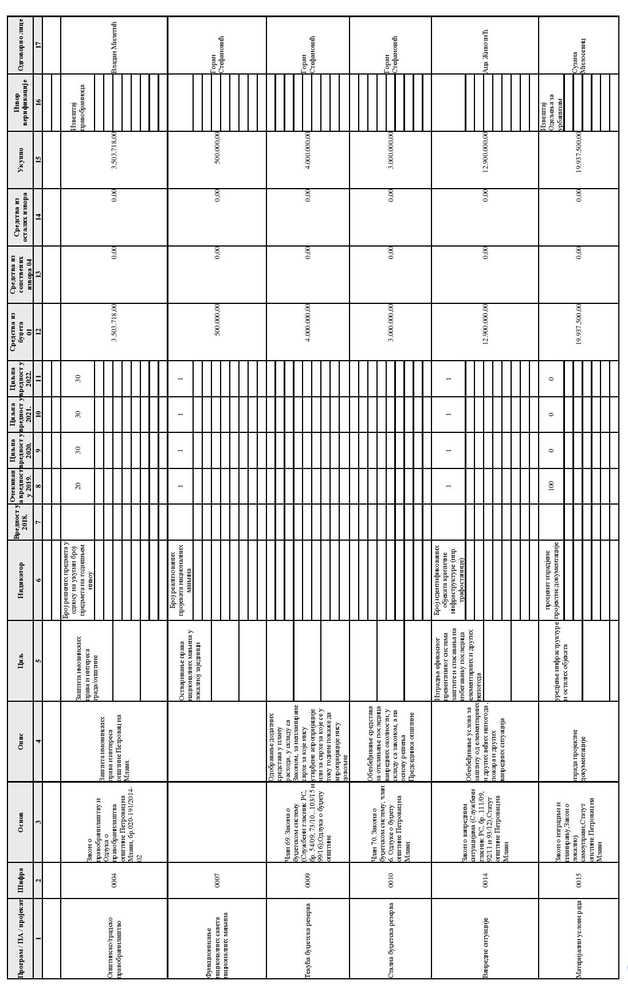 Програм / ПА / пројекат
Шифра
Основ
Опис
Циљ
Индикатор
Вредност у
2018.
Очекиван
а вредност
у 2019.
Циљна
вредност у
2020.
Циљна
вредност у
2021.
Циљна
вредност у
2022.
Средства из
буџета
01
Средства из
сопствених
извора 04
Средства из
осталих извора
Укупно
Извор
верификације
Одговорно лице
1
2
3
4
5
6
7
8
9
10
11
12
13
14
15
16
17
Општинско/градско
правобранилаштво
0004
Закон о
правобранилаштву и
Одлука о
правобранилаштва
општине Петровац на
Млави, бр.020-191/2014-
02
Заштита имовинских
права и интереса
општине Петровац на
Млави.
Заштита имовинских
права и интереса
града/општине
Број решених предмета у
односу на укупан број
предмета на годишњем
нивоу
20
30
30
30
3.503.718,00
0,00
0,00
3.503.718,00
Извештај
правобраниоца
Владан Милетић
Функционисање
националних савета
националних мањина
0007
Остваривање права
националних мањина у
локалној заједници
Број реализованих
пројеката националних
мањина
1
1
1
1
500.000,00
0,00
0,00
500.000,00
Горан
Стефановић
Текућа буџетска резерва
0009
Члан 69. Закона о
буџетском систему
(Службени гласник РС,
бр. 54/09, 73/10...103/15 и
99/16);Одлука о буџету
општине
Одобравање додатних
средстава у плану
расхода, у складу са
Законом, за непланиране
сврхе за које нису
утврђене апропријације
или за сврхе за које се у
току године покаже да
апропријације нису
довољне
4.000.000,00
0,00
0,00
4.000.000,00
Горан
Стефановић
Стална буџетска резерва
0010
Члан 70. Закона о
буџетском систему; члан
6. Одлуке о буџету
општине Петровац на
Млави
Обезбеђивање средстава
за отклањање последица
ванредних околности, у
складу са законом, а на
основу решења
Председника општине
3.000.000,00
0,00
0,00
3.000.000,00
Горан
Стефановић
Ванредне ситуације
0014
Закон о ванредним
ситуацијама (Службени
гласник РС, бр. 111/09,
92/11 и 93/12),Статут
општине Петровац на
Млави
Обезбеђивање услова за
заштиту од елементарних
и других већих непогода ,
пожара и других
ванредних ситуација
Изградња ефикасног
превентивног система
заштите и спасавања на
избегавању последица
елементарних и других
непогода
Број идентификованих
објеката критичне
инфраструктуре (нпр.
трафостанице)
1
1
1
1
12.900.000,00
0,00
0,00
12.900.000,00
Аца Животић
Материјални услови рада
0015
Закон о изградњи и
планирању,Закон о
локалној
самоуправи,Статут
опстине Петровац на
Млави
израда пројектне
документације
уредјење инфраструктуре
и осталих објеката
проценат израдјене
пројектне документације
100
0
0
0
19.937.500,00
0,00
0,00
19.937.500,00
Извештај
Одељења за
урбанизам
Сузана
Милосевиц